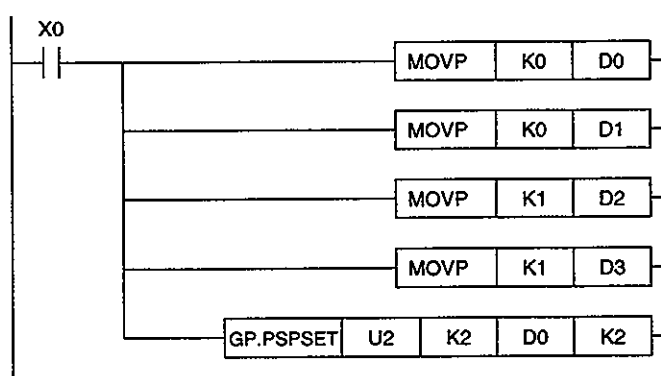 X0
MOVP K0 D0
MOVP K0 D1
MOVP K1 D2
MOVP K1 D3
GP.PSPSET U2 K2 D0 K2